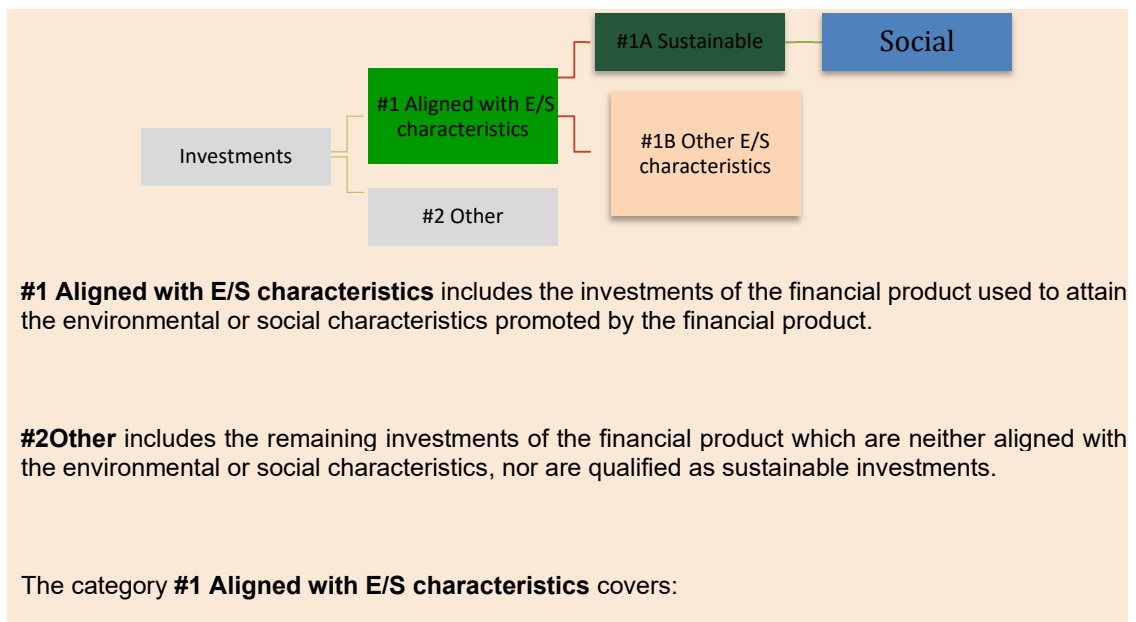 #1A Sustainable
Social
#1 Aligned with E/S
characteristics
#1B Other E/S
characteristics
Investments
#2 Other
#1 Aligned with E/S characteristics includes the investments of the financial product used to attain
the environmental or social characteristics promoted by the financial product.
#2Other includes the remaining investments of the financial product which are neither aligned with
the environmental or social characteristics, nor are qualified as sustainable investments.
The category #1 Aligned with E/S characteristics covers: